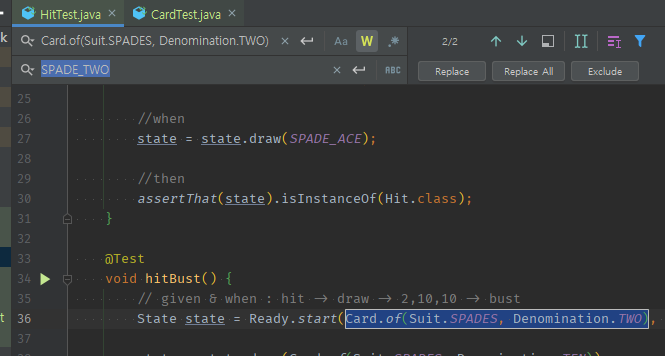 HitTest.java × CardTest.java ×
Card.of(Suit.SPADES, Denomination.TWO) × Aa W .* 2/2
SPADE_TWO × ABC Replace Replace All Exclude
25
26 //when
27 state = state.draw(SPADE_ACE);
28
29 //then
30 assertThat(state).isInstanceOf(Hit.class);
31 }
32
33 @Test
34 void hitBust() {
35 // given & when : hit -> draw -> 2,10,10 -> bust
36 State state = Ready.start(Card.of(Suit.SPADES, Denomination.TWO),
37